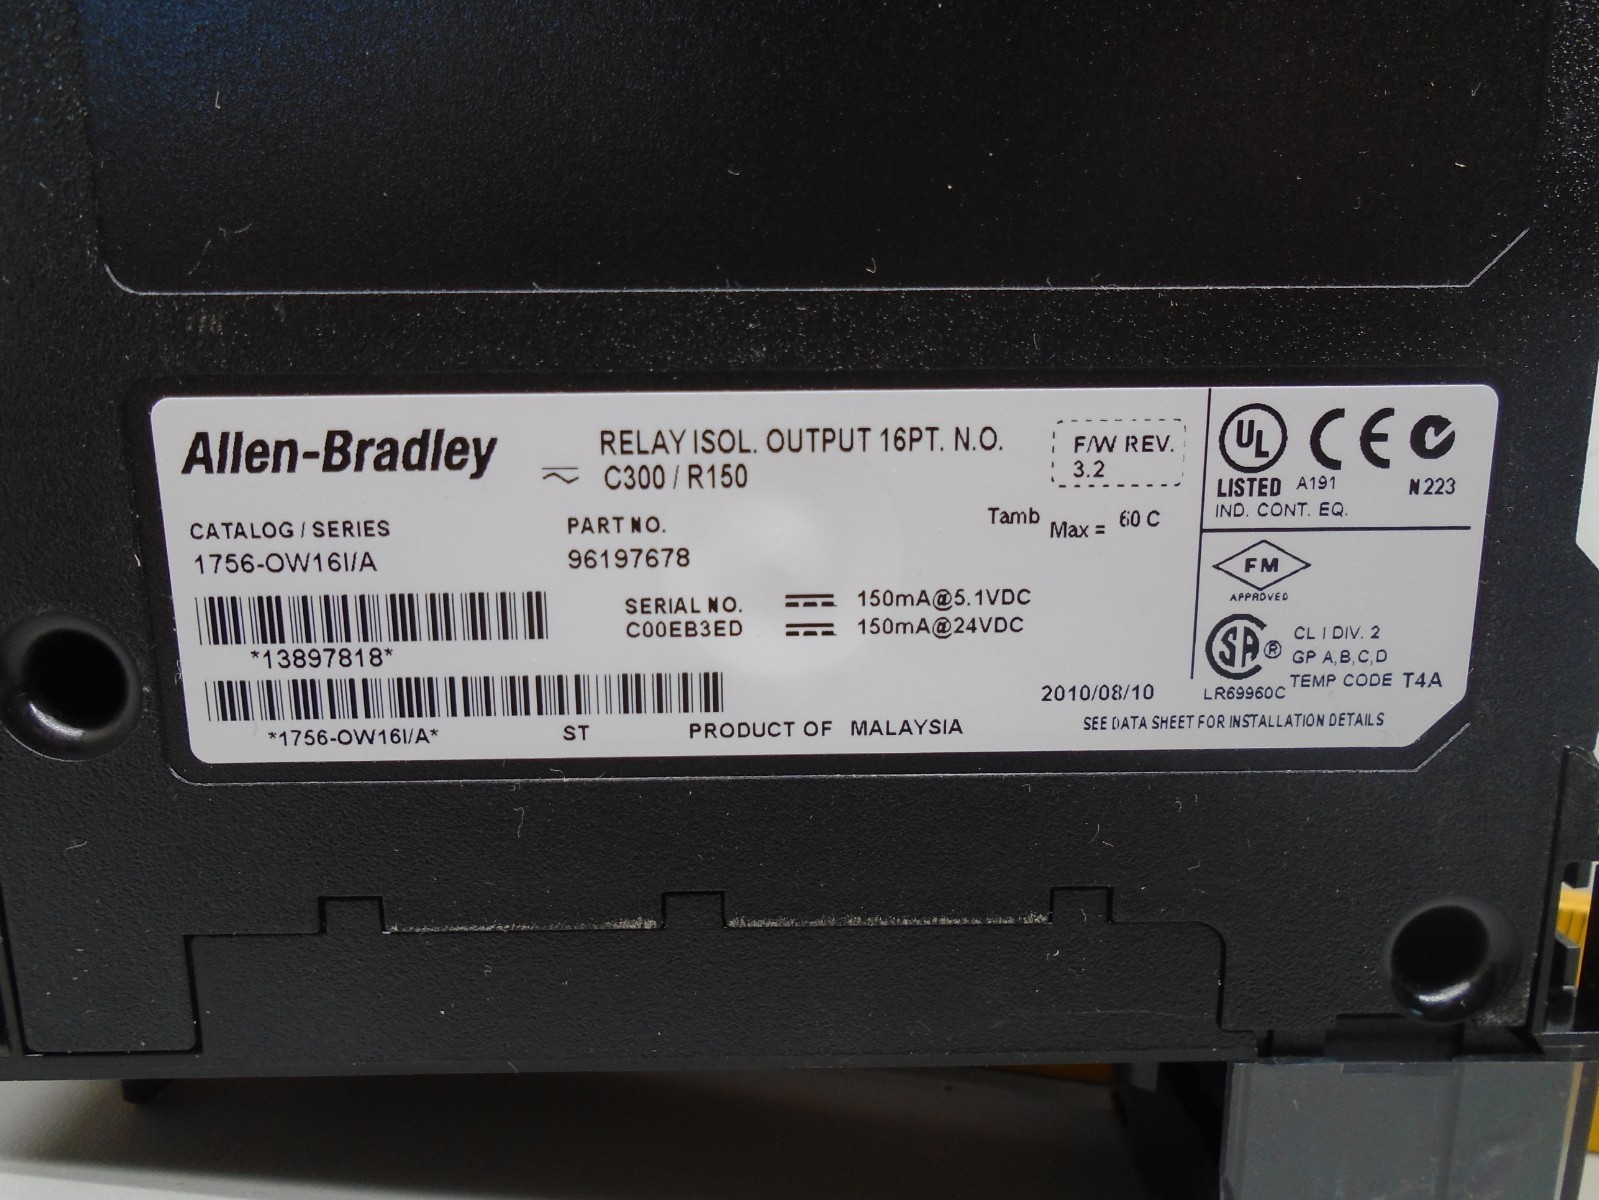 Allen-Bradley
RELAY ISOL. OUTPUT 16PT. N.O.
C300 / R150
F/W REV.
3.2
CATALOG / SERIES
1756-OW16I/A
PART NO.
96197678
Tamb Max = 60 C
SERIAL NO.
C00EB3ED
150mA@5.1VDC
150mA@24VDC
*13897818*
*1756-OW16I/A*
ST
PRODUCT OF MALAYSIA
2010/08/10
UL
LISTED A191
IND. CONT. EQ.
CE
N223
FM
APPROVED
SA®
LR69960C
CL I DIV. 2
GP A,B,C,D
TEMP CODE T4A
SEE DATA SHEET FOR INSTALLATION DETAILS